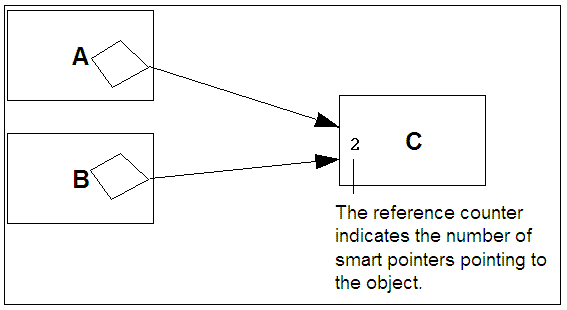 A
B
2
C
The reference counter
indicates the number of
smart pointers pointing to
the object.